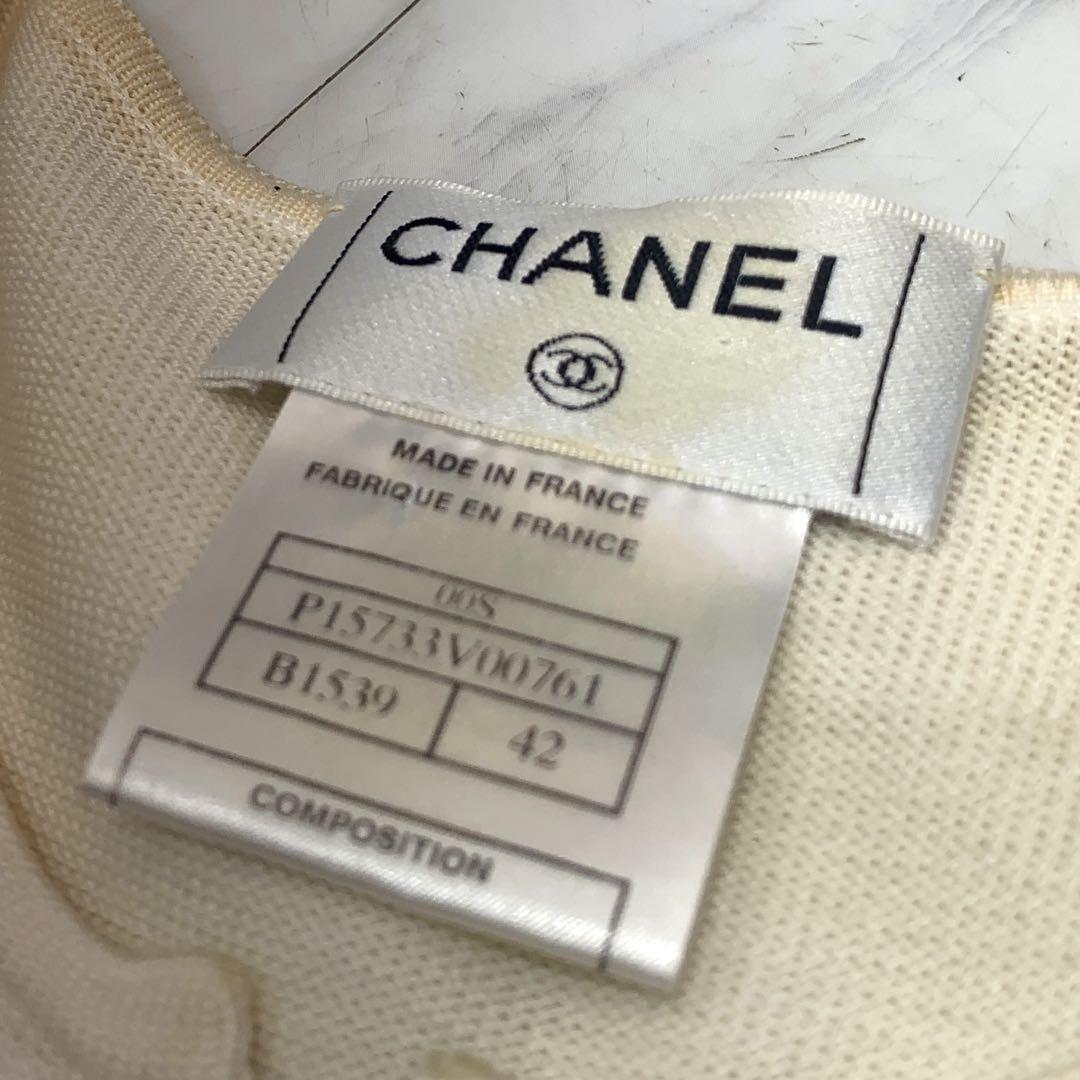 CHANEL
MADE IN FRANCE
FABRIQUE EN FRANCE
00S
P15733V00761
B1539
42
COMPOSITION